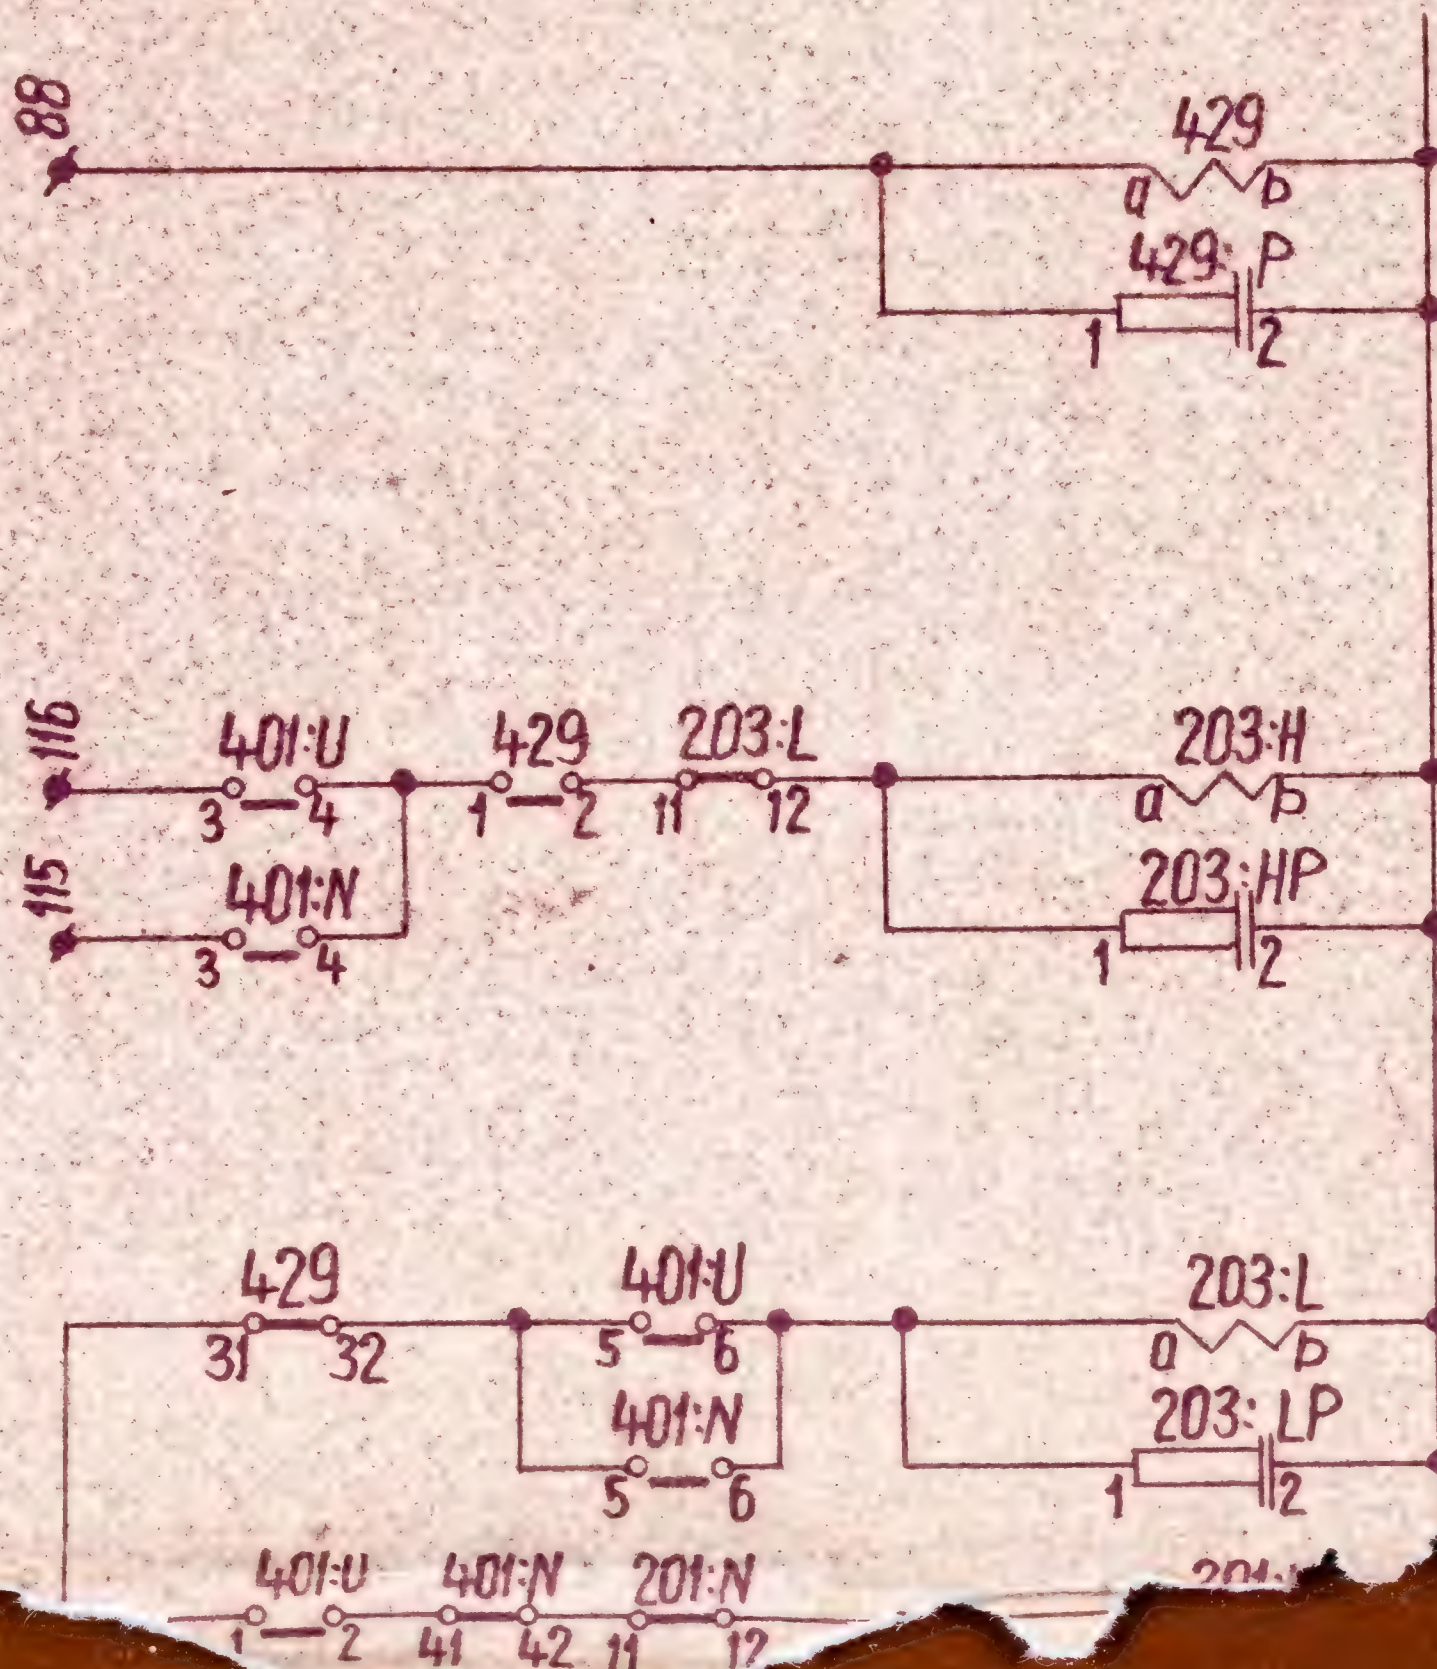 88
429
a b
429: P
1 2
116
401:U 429 203:L 203:H
3 4 1 2 11 12 a b
115
401:N 203:HP
3 4 1 2
429 401:U 203:L
31 32 5 6 a b
401:N 203: LP
5 6 1 2
401:U 401:N 201:N
1 2 41 42 11 12